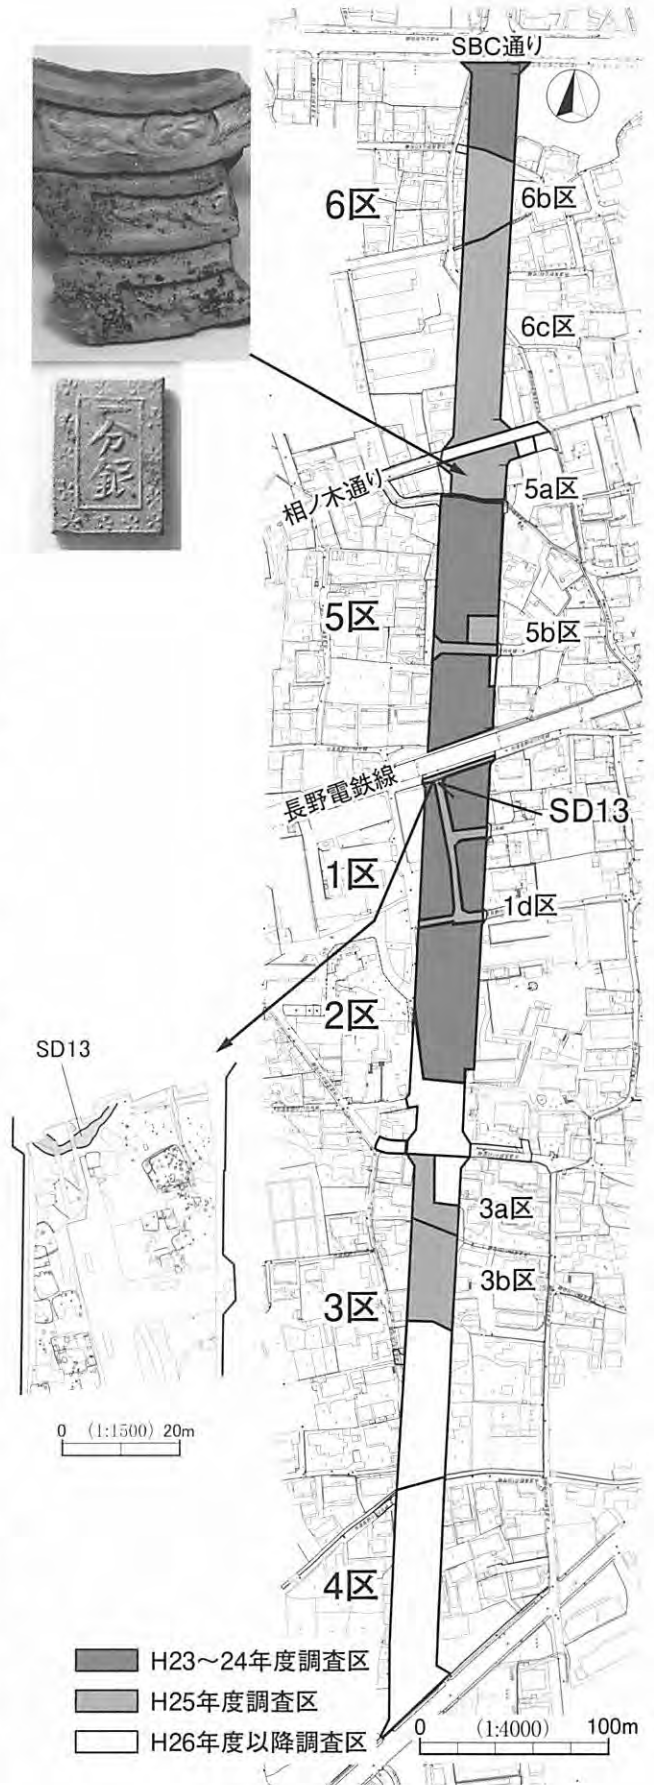 SBC通り
6区
6b区
6c区
一分銀
相ノ木通り
5a区
5区
5b区
長野電鉄線
SD13
1区
1d区
2区
SD13
3a区
3b区
3区
0 (1:1500) 20m
4区
H23～24年度調査区
H25年度調査区
H26年度以降調査区
0 (1:4000) 100m